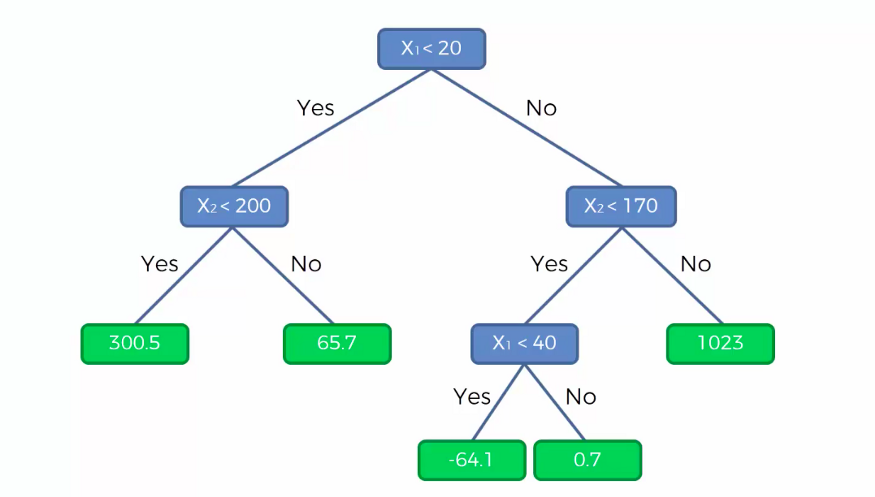 X₁ < 20
Yes
No
X₂ < 200
X₂ < 170
Yes
No
Yes
No
300.5
65.7
X₁ < 40
1023
Yes
No
-64.1
0.7